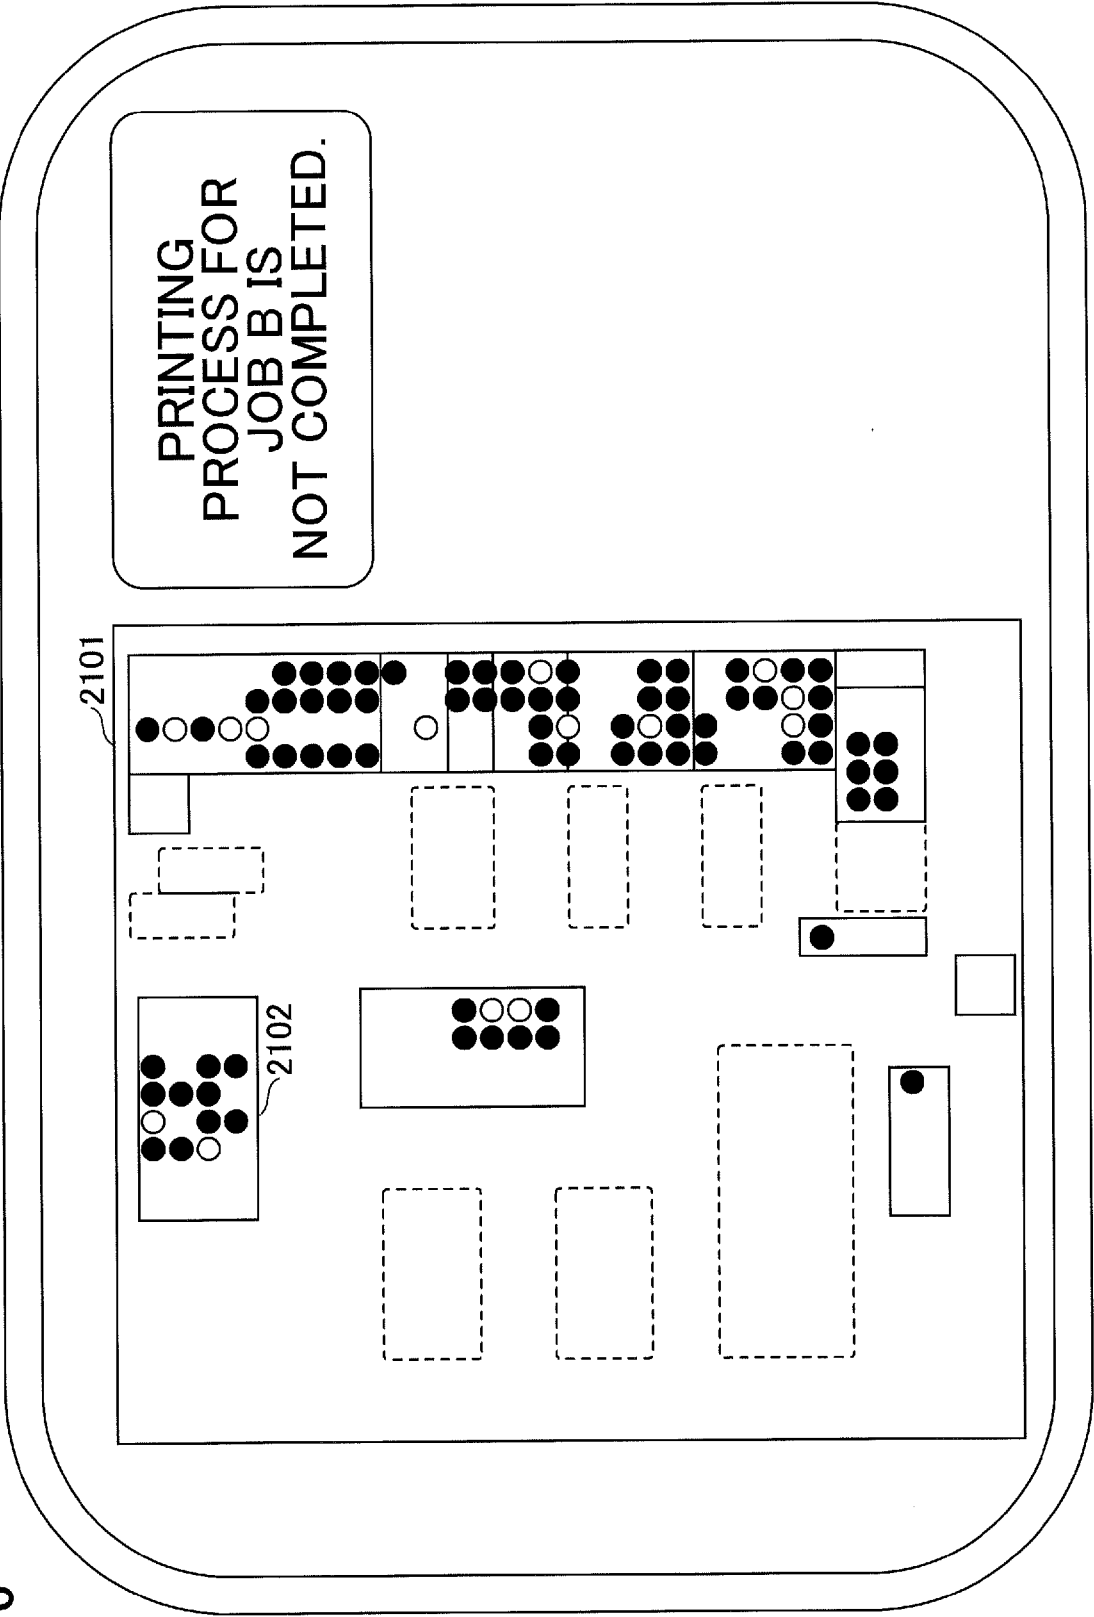 PRINTING
PROCESS FOR
JOB B IS
NOT COMPLETED.
2101
2102